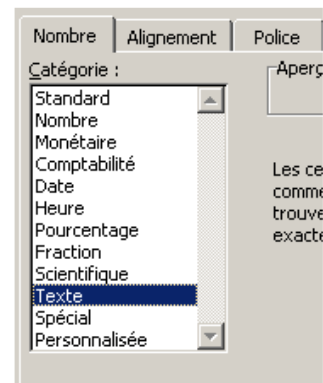 Nombre Alignement Police
Catégorie :
Standard
Nombre
Monétaire
Comptabilité
Date
Heure
Pourcentage
Fraction
Scientifique
Texte
Spécial
Personnalisée
Aperç
Les ce
comme
trouve
exacte